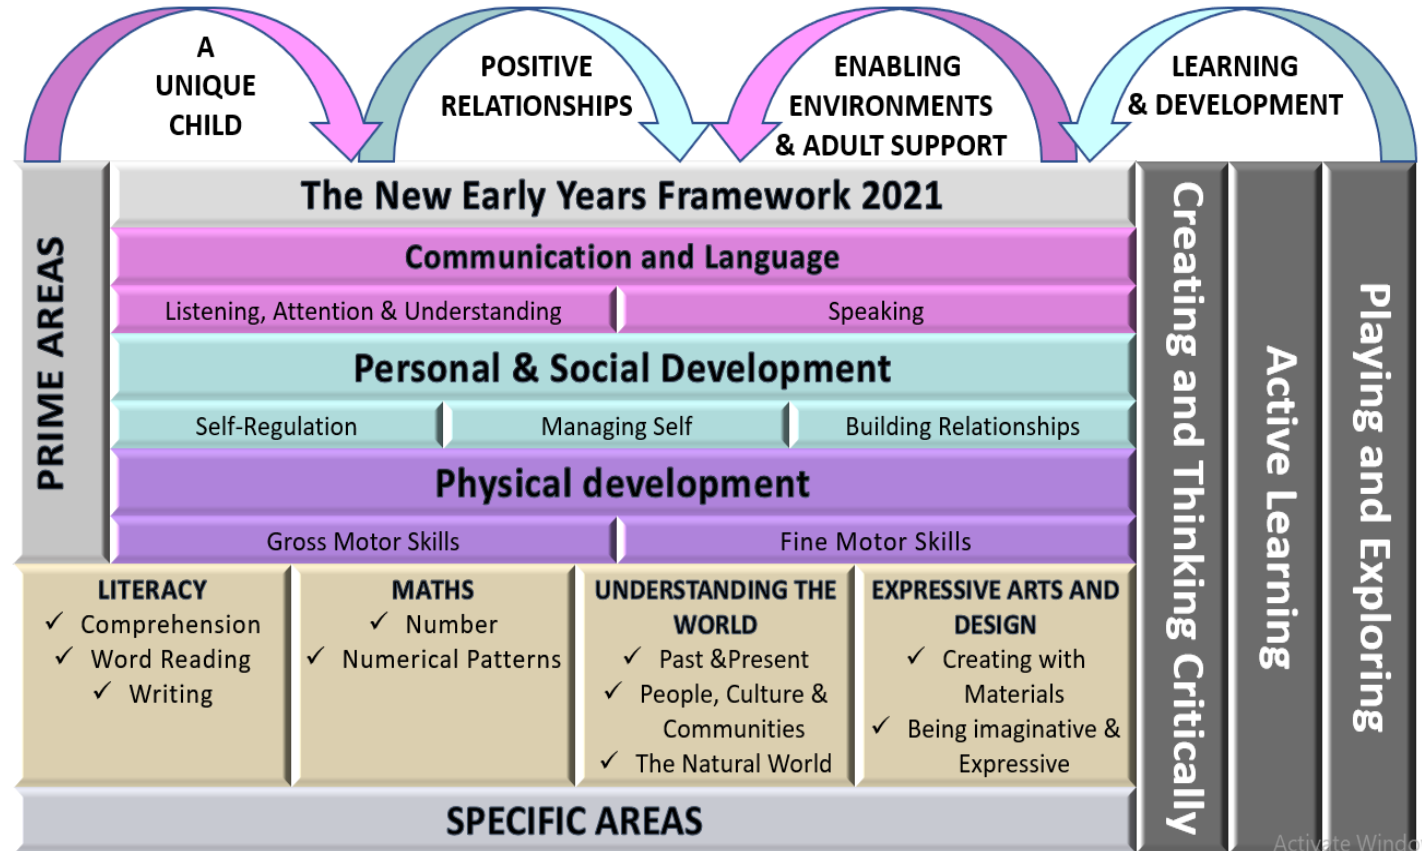 A
UNIQUE
CHILD
POSITIVE
RELATIONSHIPS
ENABLING
ENVIRONMENTS
& ADULT SUPPORT
LEARNING
& DEVELOPMENT
PRIME AREAS
The New Early Years Framework 2021
Communication and Language
Listening, Attention & Understanding
Speaking
Personal & Social Development
Self-Regulation
Managing Self
Building Relationships
Physical development
Gross Motor Skills
Fine Motor Skills
LITERACY
✓ Comprehension
✓ Word Reading
✓ Writing
MATHS
✓ Number
✓ Numerical Patterns
UNDERSTANDING THE
WORLD
✓ Past &Present
✓ People, Culture &
Communities
✓ The Natural World
EXPRESSIVE ARTS AND
DESIGN
✓ Creating with
Materials
✓ Being imaginative &
Expressive
SPECIFIC AREAS
Creating and Thinking Critically
Active Learning
Playing and Exploring
Activate Windo